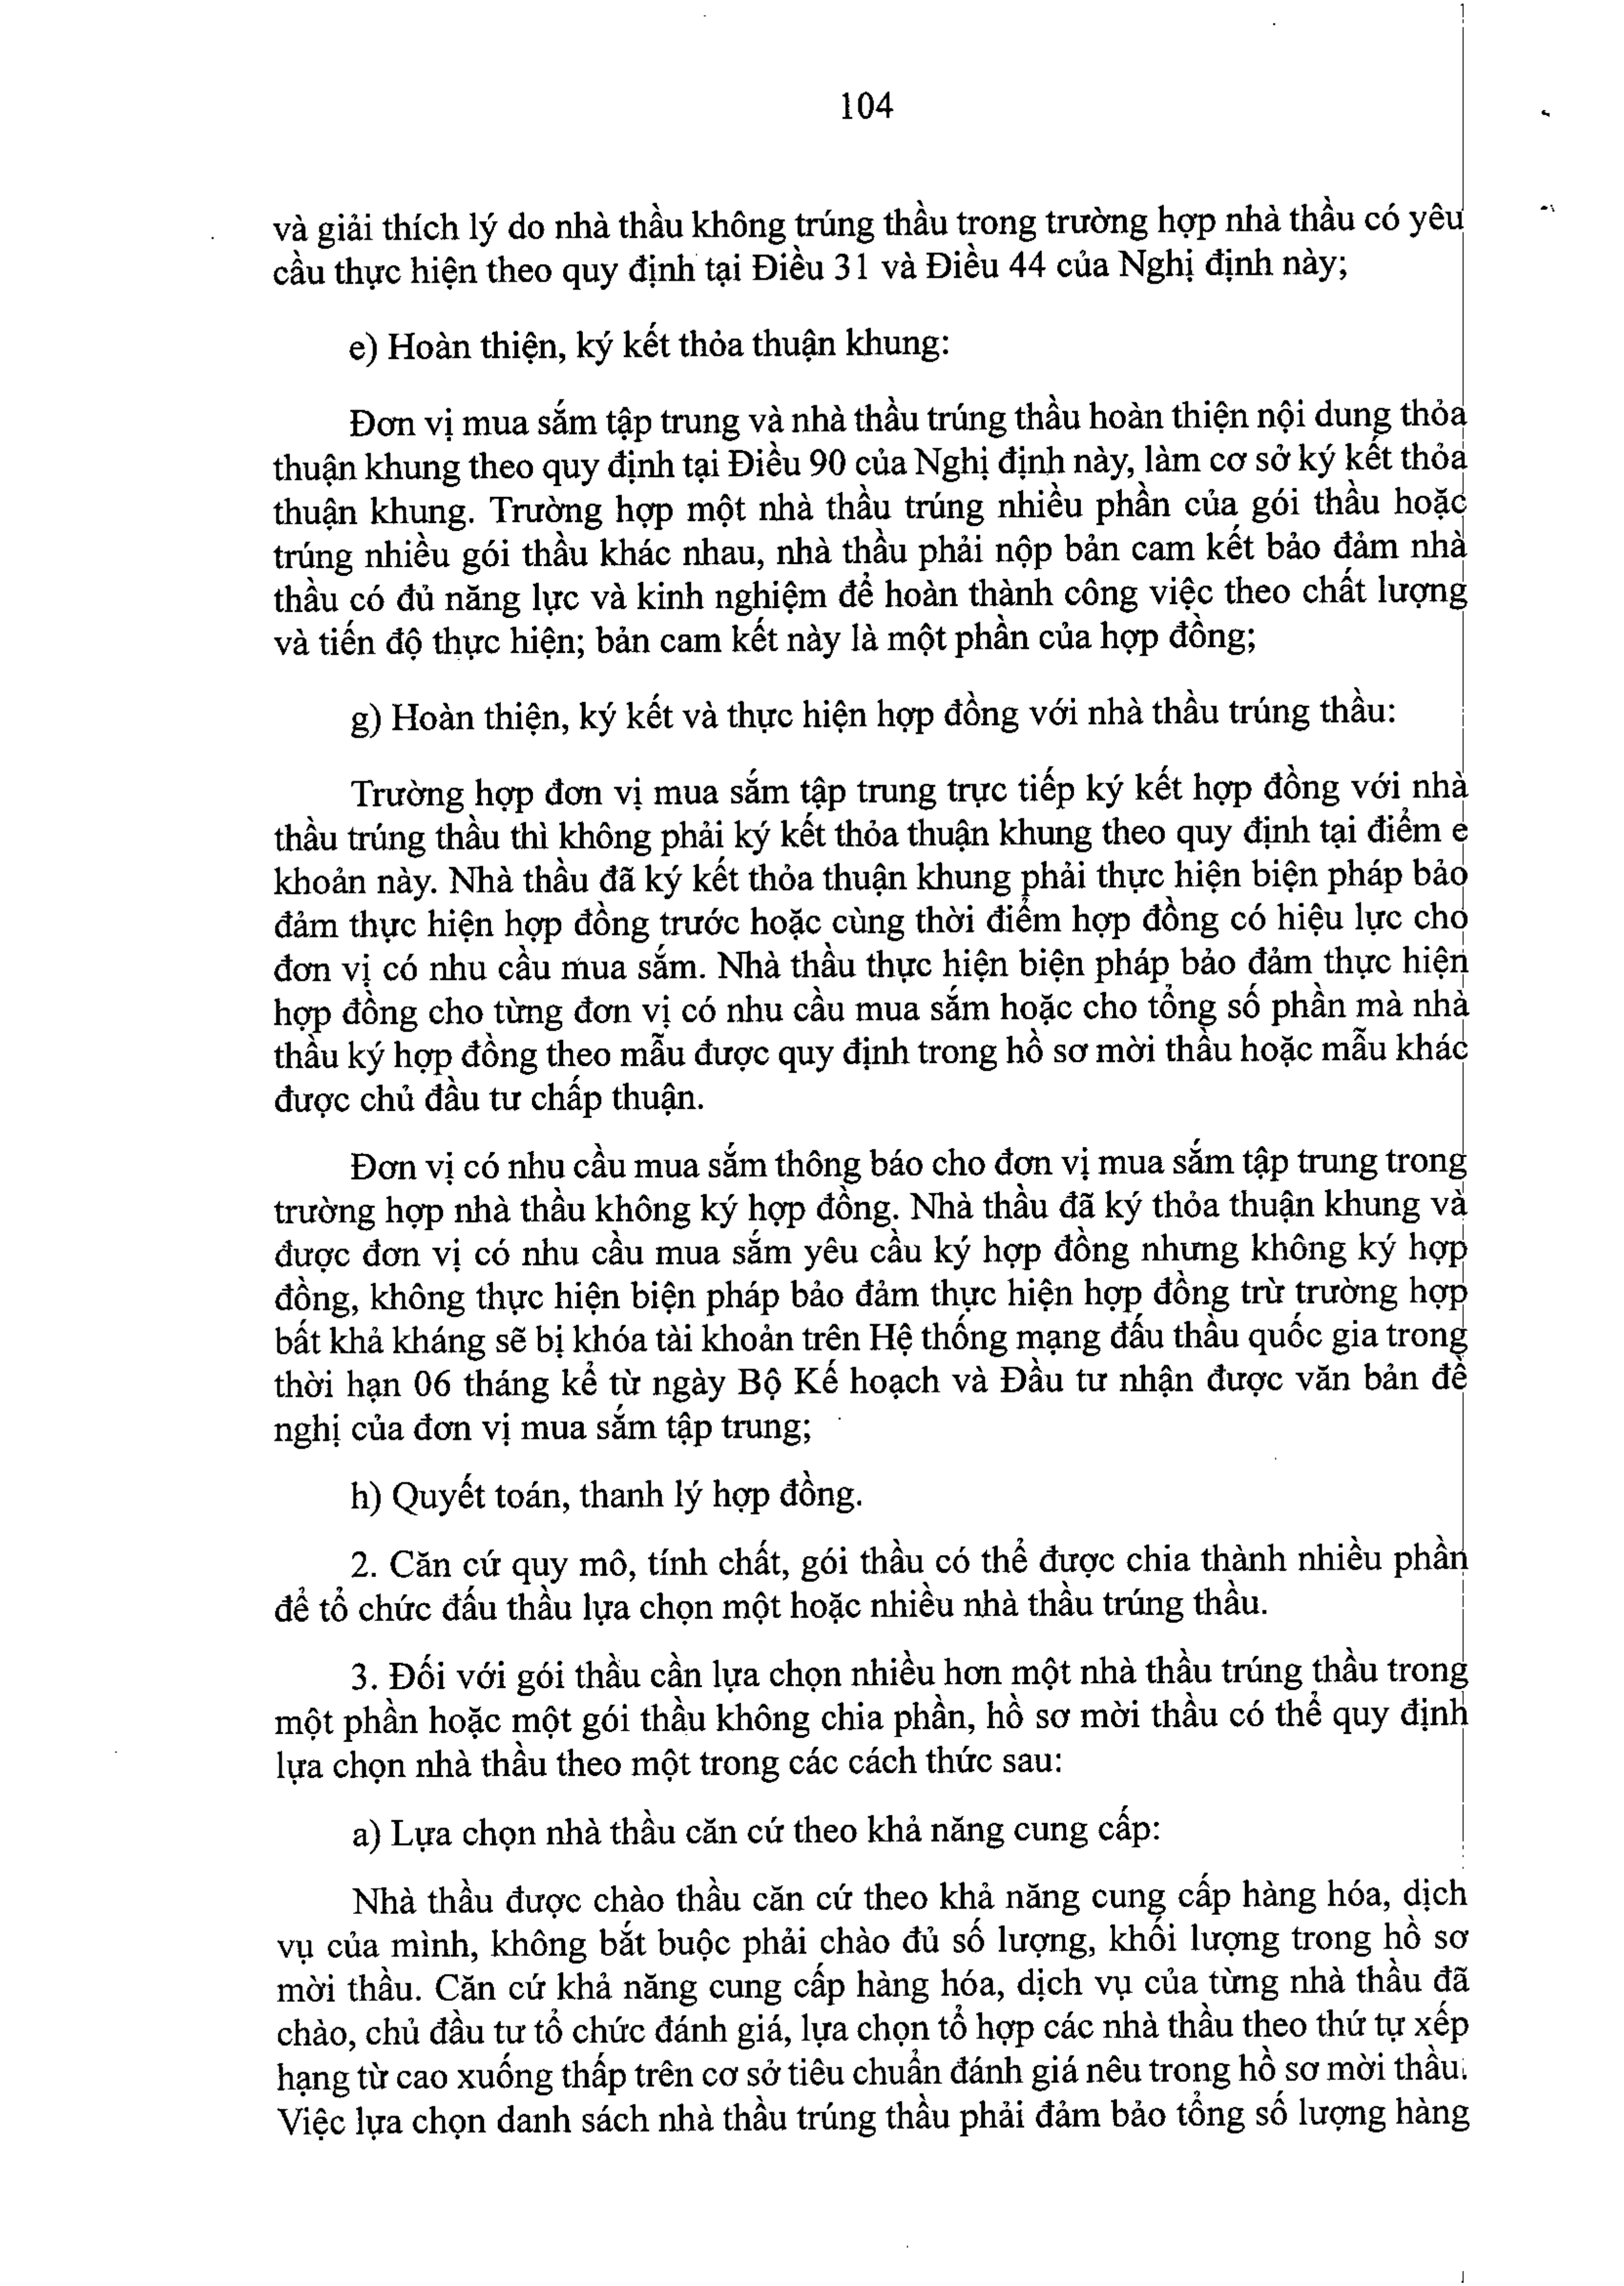 104
và giải thích lý do nhà thầu không trúng thầu trong trường hợp nhà thầu có yêu
cầu thực hiện theo quy định tại Điều 31 và Điều 44 của Nghị định này;
e) Hoàn thiện, ký kết thỏa thuận khung:
Đơn vị mua sắm tập trung và nhà thầu trúng thầu hoàn thiện nội dung thỏa
thuận khung theo quy định tại Điều 90 của Nghị định này, làm cơ sở ký kết thỏa
thuận khung. Trường hợp một nhà thầu trúng nhiều phần của gói thầu hoặc
trúng nhiều gói thầu khác nhau, nhà thầu phải nộp bản cam kết bảo đảm nhà
thầu có đủ năng lực và kinh nghiệm để hoàn thành công việc theo chất lượng
và tiến độ thực hiện; bản cam kết này là một phần của hợp đồng;
g) Hoàn thiện, ký kết và thực hiện hợp đồng với nhà thầu trúng thầu:
Trường hợp đơn vị mua sắm tập trung trực tiếp ký kết hợp đồng với nhà
thầu trúng thầu thì không phải ký kết thỏa thuận khung theo quy định tại điểm e
khoản này. Nhà thầu đã ký kết thỏa thuận khung phải thực hiện biện pháp bảo
đảm thực hiện hợp đồng trước hoặc cùng thời điểm hợp đồng có hiệu lực cho
đơn vị có nhu cầu mua sắm. Nhà thầu thực hiện biện pháp bảo đảm thực hiện
hợp đồng cho từng đơn vị có nhu cầu mua sắm hoặc cho tổng số phần mà nhà
thầu ký hợp đồng theo mẫu được quy định trong hồ sơ mời thầu hoặc mẫu khác
được chủ đầu tư chấp thuận.
Đơn vị có nhu cầu mua sắm thông báo cho đơn vị mua sắm tập trung trong
trường hợp nhà thầu không ký hợp đồng. Nhà thầu đã ký thỏa thuận khung và
được đơn vị có nhu cầu mua sắm yêu cầu ký hợp đồng nhưng không ký hợp
đồng, không thực hiện biện pháp bảo đảm thực hiện hợp đồng trừ trường hợp
bất khả kháng sẽ bị khóa tài khoản trên Hệ thống mạng đấu thầu quốc gia trong
thời hạn 06 tháng kể từ ngày Bộ Kế hoạch và Đầu tư nhận được văn bản đề
nghị của đơn vị mua sắm tập trung;
h) Quyết toán, thanh lý hợp đồng.
2. Căn cứ quy mô, tính chất, gói thầu có thể được chia thành nhiều phần
để tổ chức đấu thầu lựa chọn một hoặc nhiều nhà thầu trúng thầu.
3. Đối với gói thầu cần lựa chọn nhiều hơn một nhà thầu trúng thầu trong
một phần hoặc một gói thầu không chia phần, hồ sơ mời thầu có thể quy định
lựa chọn nhà thầu theo một trong các cách thức sau:
a) Lựa chọn nhà thầu căn cứ theo khả năng cung cấp:
Nhà thầu được chào thầu căn cứ theo khả năng cung cấp hàng hóa, dịch
vụ của mình, không bắt buộc phải chào đủ số lượng, khối lượng trong hồ sơ
mời thầu. Căn cứ khả năng cung cấp hàng hóa, dịch vụ của từng nhà thầu đã
chào, chủ đầu tư tổ chức đánh giá, lựa chọn tổ hợp các nhà thầu theo thứ tự xếp
hạng từ cao xuống thấp trên cơ sở tiêu chuẩn đánh giá nêu trong hồ sơ mời thầu.
Việc lựa chọn danh sách nhà thầu trúng thầu phải đảm bảo tổng số lượng hàng